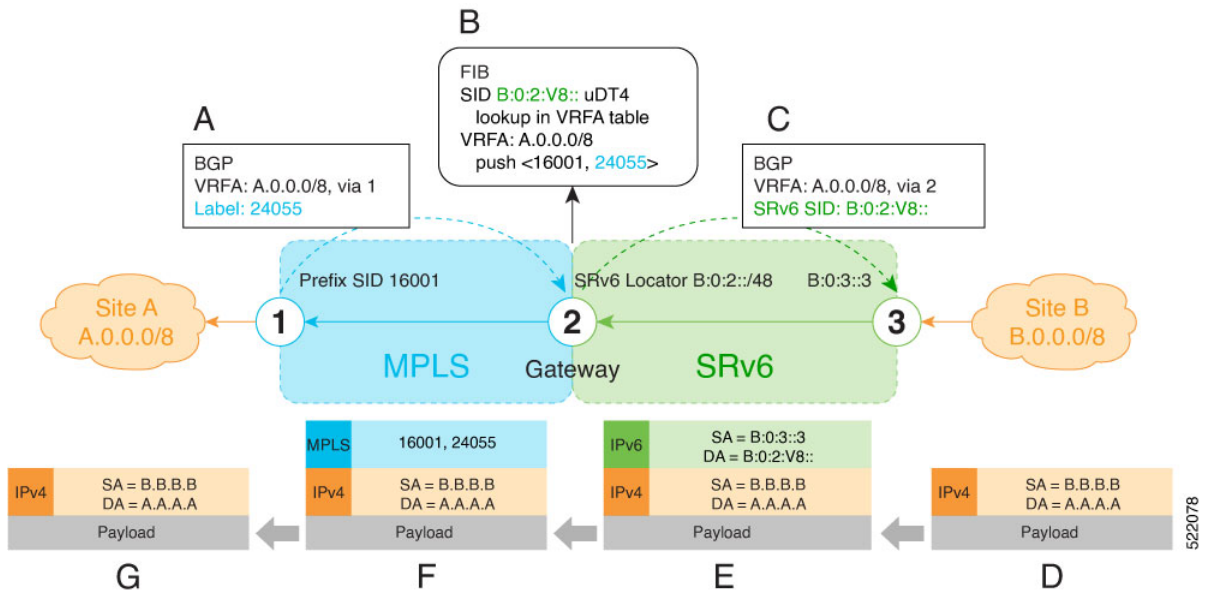 B
FIB
SID B:0:2:V8:: uDT4
lookup in VRFA table
VRFA: A.0.0.0/8
push <16001, 24055>
A
BGP
VRFA: A.0.0.0/8, via 1
Label: 24055
C
BGP
VRFA: A.0.0.0/8, via 2
SRv6 SID: B:0:2:V8::
Prefix SID 16001
SRv6 Locator B:0:2::/48
B:0:3::3
Site A
A.0.0.0/8
1
2
3
Site B
B.0.0.0/8
MPLS
Gateway
SRv6
IPv4
SA = B.B.B.B
DA = A.A.A.A
Payload
G
MPLS
16001, 24055
IPv4
SA = B.B.B.B
DA = A.A.A.A
Payload
F
IPv6
SA = B:0:3::3
DA = B:0:2:V8::
IPv4
SA = B.B.B.B
DA = A.A.A.A
Payload
E
IPv4
SA = B.B.B.B
DA = A.A.A.A
Payload
D
522078